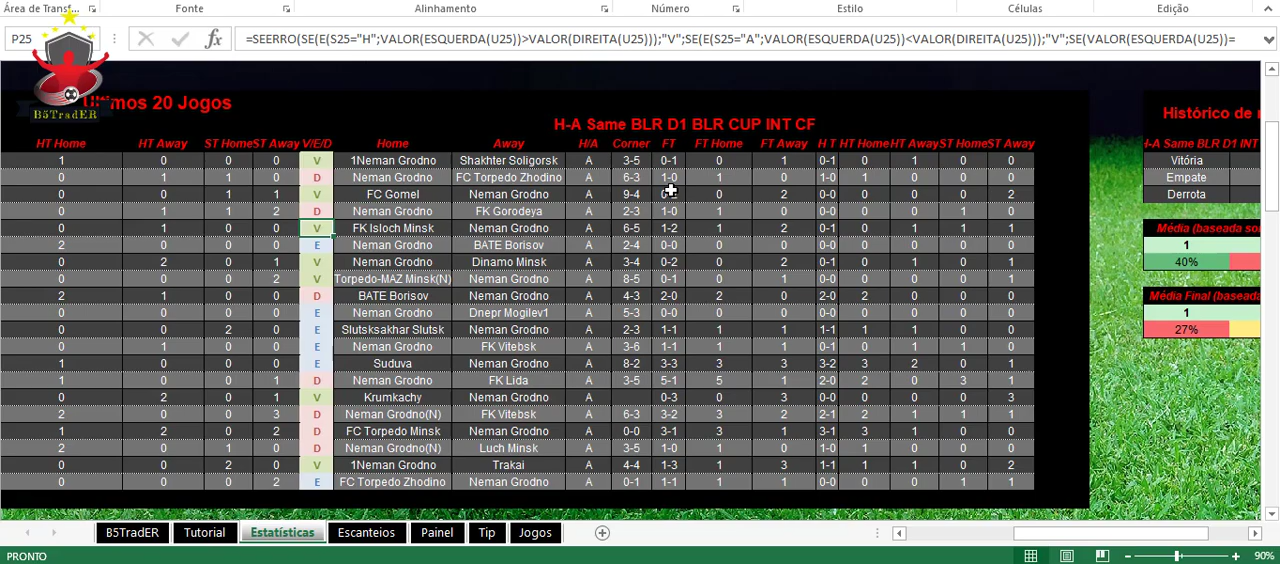 Área de Transf... Fonte Alinhamento Número Estilo Células Edição
P25 fx =SEERRO(SE(E(S25="H";VALOR(ESQUERDA(U25))>VALOR(DIREITA(U25)));"V";SE(E(S25="A";VALOR(ESQUERDA(U25))<VALOR(DIREITA(U25)));"V";SE(VALOR(ESQUERDA(U25))=
B5TradER
Últimos 20 Jogos
Histórico de
H-A Same BLR D1 BLR CUP INT CF
HT Home HT Away ST Home ST Away V/E/D Home Away H/A Corner FT FT Home FT Away H T HT Home HT Away ST Home ST Away H-A Same BLR D1 INT
1 0 0 0 V 1Neman Grodno Shakhter Soligorsk A 3-5 0-1 0 1 0-1 0 1 0 0 Vitória
0 1 1 0 D Neman Grodno FC Torpedo Zhodino A 6-3 1-0 1 0 1-0 1 0 0 0 Empate
0 0 1 1 V FC Gomel Neman Grodno A 9-4 0 2 0-0 0 0 0 2 Derrota
0 1 1 2 D Neman Grodno FK Gorodeya A 2-3 1-0 1 0 0-0 0 0 1 0
0 1 0 0 V FK Isloch Minsk Neman Grodno A 6-5 1-2 1 2 0-1 0 1 1 1 Média (baseada so
2 0 0 0 E Neman Grodno BATE Borisov A 2-4 0-0 0 0 0-0 0 0 0 0 1
0 2 0 1 V Neman Grodno Dinamo Minsk A 3-4 0-2 0 2 0-1 0 1 0 1 40%
0 0 0 2 V Torpedo-MAZ Minsk(N) Neman Grodno A 8-5 0-1 0 1 0-0 0 0 0 1
2 1 1 0 D BATE Borisov Neman Grodno A 4-3 2-0 2 0 2-0 2 0 0 0 Média Final (baseada
0 0 0 0 E Neman Grodno Dnepr Mogilev1 A 5-3 0-0 0 0 0-0 0 0 0 0 1
0 0 2 0 E Slutsksakhar Slutsk Neman Grodno A 2-3 1-1 1 1 1-1 1 1 0 0 27%
0 1 0 0 E Neman Grodno FK Vitebsk A 3-6 1-1 1 1 1-1 1 1 0 0
1 0 0 0 E Suduva Neman Grodno A 8-2 3-3 3 3 3-2 3 2 0 1
1 0 0 1 D Neman Grodno FK Lida A 3-5 5-1 5 1 2-0 2 0 3 1
0 2 0 1 V Krumkachy Neman Grodno A 0-3 0 3 0-0 0 0 0 3
2 0 0 3 D Neman Grodno(N) FK Vitebsk A 6-3 3-2 3 2 2-1 2 1 1 1
1 2 0 2 D FC Torpedo Minsk Neman Grodno A 0-0 3-1 3 1 3-1 3 1 0 0
2 0 1 0 D Neman Grodno(N) Luch Minsk A 3-5 1-0 1 0 0-0 0 0 1 0
0 0 2 0 V 1Neman Grodno Trakai A 4-4 1-3 1 3 1-1 1 1 0 2
0 0 0 2 E FC Torpedo Zhodino Neman Grodno A 0-1 1-1 1 1 0-0 0 0 1 1
B5TradER Tutorial Estatísticas Escanteios Painel Tip Jogos
PRONTO 90%